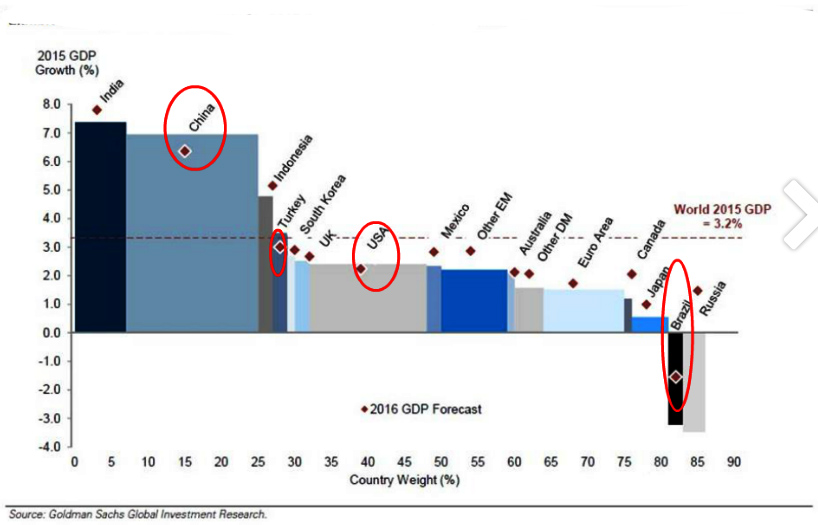 2015 GDP
Growth (%)
8.0
7.0
6.0
5.0
4.0
3.0
2.0
1.0
0.0
-1.0
-2.0
-3.0
-4.0
India
China
Indonesia
Turkey
South Korea
UK
USA
Mexico
Other EM
Australia
Other DM
Euro Area
Canada
Japan
Brazil
Russia
World 2015 GDP
= 3.2%
2016 GDP Forecast
0 5 10 15 20 25 30 35 40 45 50 55 60 65 70 75 80 85 90
Country Weight (%)
Source: Goldman Sachs Global Investment Research.